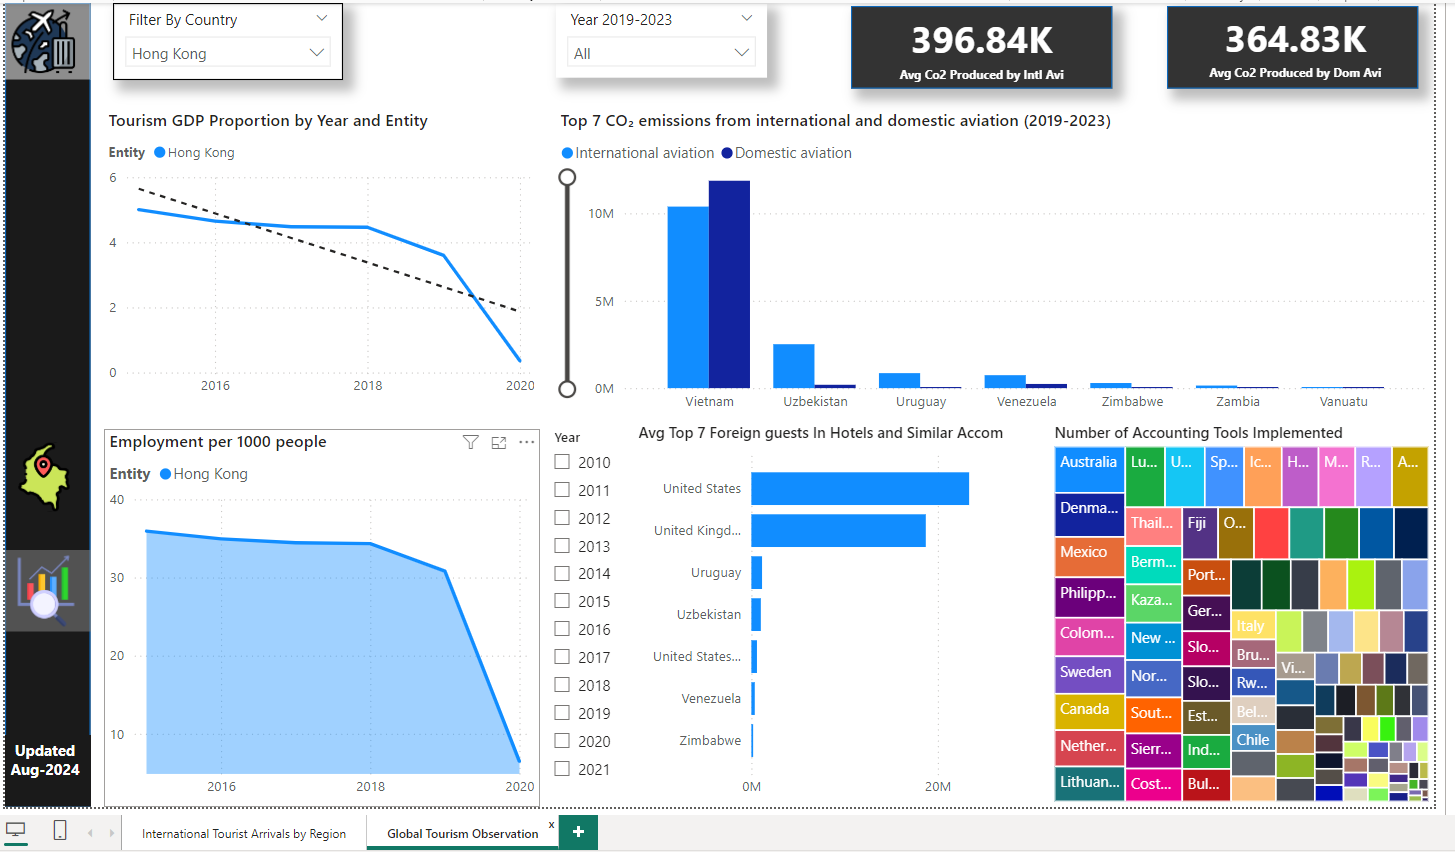 Filter By Country
Hong Kong
Year 2019-2023
All
396.84K
Avg Co2 Produced by Intl Avi
364.83K
Avg Co2 Produced by Dom Avi
Tourism GDP Proportion by Year and Entity
Entity Hong Kong
6
4
2
0
2016 2018 2020
Top 7 CO₂ emissions from international and domestic aviation (2019-2023)
International aviation Domestic aviation
10M
5M
0M
Vietnam Uzbekistan Uruguay Venezuela Zimbabwe Zambia Vanuatu
Employment per 1000 people
Entity Hong Kong
40
30
20
10
2016 2018 2020
Year
2010
2011
2012
2013
2014
2015
2016
2017
2018
2019
2020
2021
Avg Top 7 Foreign guests In Hotels and Similar Accom
United States
United Kingd...
Uruguay
Uzbekistan
United States...
Venezuela
Zimbabwe
0M 20M
Number of Accounting Tools Implemented
Australia
Denma...
Mexico
Philipp...
Colom...
Sweden
Canada
Nether...
Lithuan...
Lu...
U...
Sp...
Ic...
H...
M...
R...
A...
Thail...
Berm...
Kaza...
New ...
Nor...
Sout...
Sierr...
Cost...
Fiji
O...
Port...
Ger...
Slo...
Slo...
Est...
Ind...
Bul...
Italy
Bru...
Rw...
Bel...
Chile
Vi...
Updated
Aug-2024
International Tourist Arrivals by Region
Global Tourism Observation
x
+